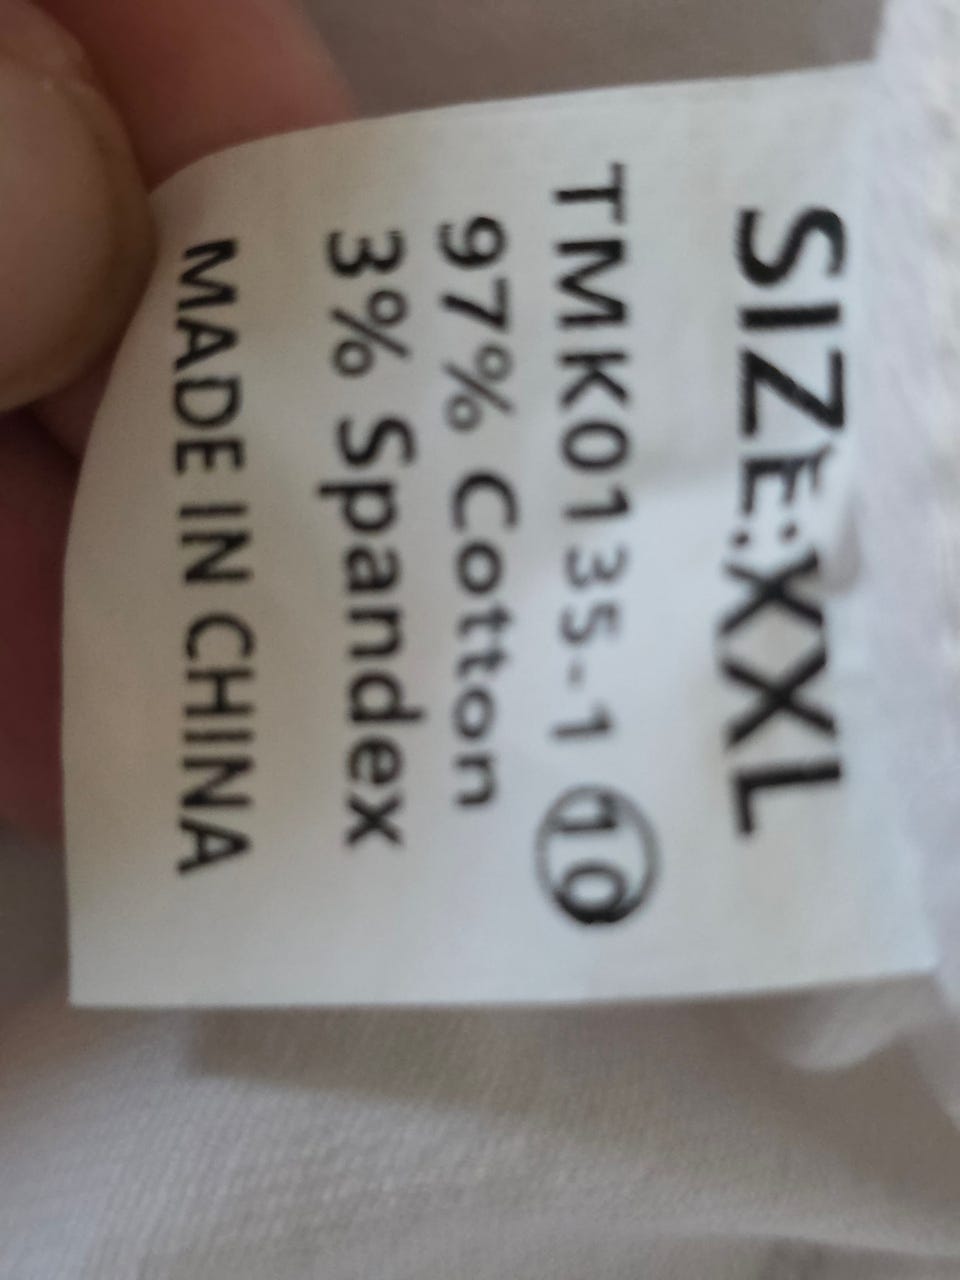 SIZE:XXL
TMK0135-1 10
97% Cotton
3% Spandex
MADE IN CHINA